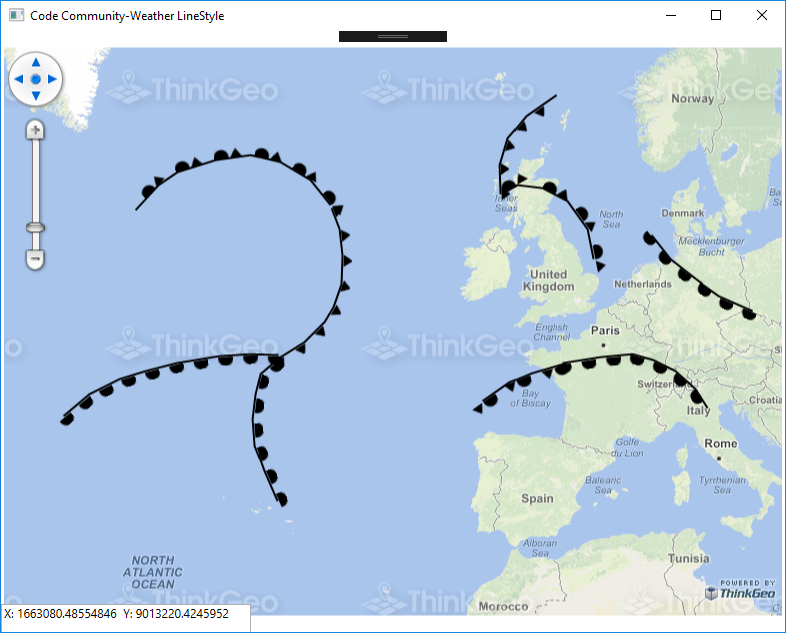 Code Community-Weather LineStyle
ThinkGeo
ThinkGeo
ThinkGeo
Norway
Inner
Seas
North
Sea
Denmark
Mecklenburger
Bucht
United
Kingdom
Netherlands
English
Channel
Paris
ThinkGeo
ThinkGeo
ThinkGeo
Switzerland
Bay
of Biscay
Italy
Croatia
Rome
Golfe
du Lion
Spain
Balearic
Sea
Tyrrhenian
Sea
Alboran
Sea
NORTH
ATLANTIC
OCEAN
Tunisia
Morocco
POWERED BY
ThinkGeo
ThinkGeo
ThinkGeo
ThinkGeo
X: 1663080.48554846 Y: 9013220.4245952